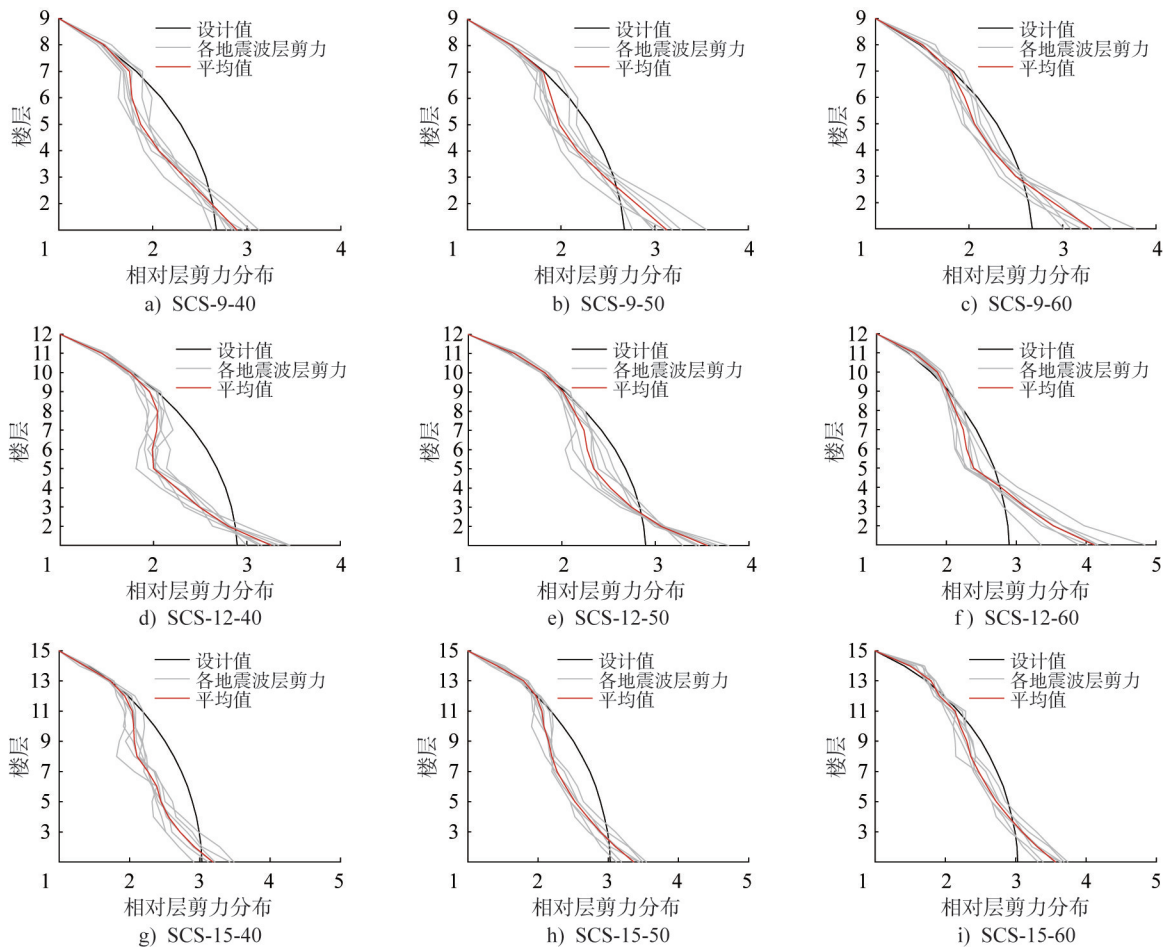 9
8
7
6
5
4
3
2
楼层
设计值
各地震波层剪力
平均值
1 2 3 4
相对层剪力分布
a) SCS-9-40
9
8
7
6
5
4
3
2
楼层
设计值
各地震波层剪力
平均值
1 2 3 4
相对层剪力分布
b) SCS-9-50
9
8
7
6
5
4
3
2
楼层
设计值
各地震波层剪力
平均值
1 2 3 4
相对层剪力分布
c) SCS-9-60
12
11
10
9
8
7
6
5
4
3
2
楼层
设计值
各地震波层剪力
平均值
1 2 3 4
相对层剪力分布
d) SCS-12-40
12
11
10
9
8
7
6
5
4
3
2
楼层
设计值
各地震波层剪力
平均值
1 2 3 4
相对层剪力分布
e) SCS-12-50
12
11
10
9
8
7
6
5
4
3
2
楼层
设计值
各地震波层剪力
平均值
1 2 3 4 5
相对层剪力分布
f) SCS-12-60
15
13
11
9
7
5
3
楼层
设计值
各地震波层剪力
平均值
1 2 3 4 5
相对层剪力分布
g) SCS-15-40
15
13
11
9
7
5
3
楼层
设计值
各地震波层剪力
平均值
1 2 3 4 5
相对层剪力分布
h) SCS-15-50
15
13
11
9
7
5
3
楼层
设计值
各地震波层剪力
平均值
1 2 3 4 5
相对层剪力分布
i) SCS-15-60